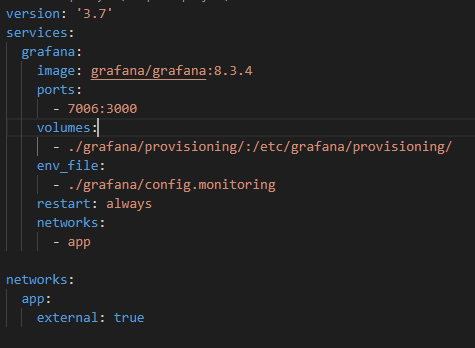 version: '3.7'
services:
  grafana:
    image: grafana/grafana:8.3.4
    ports:
      - 7006:3000
    volumes:
      - ./grafana/provisioning/:/etc/grafana/provisioning/
    env_file:
      - ./grafana/config.monitoring
    restart: always
    networks:
      - app

networks:
  app:
    external: true